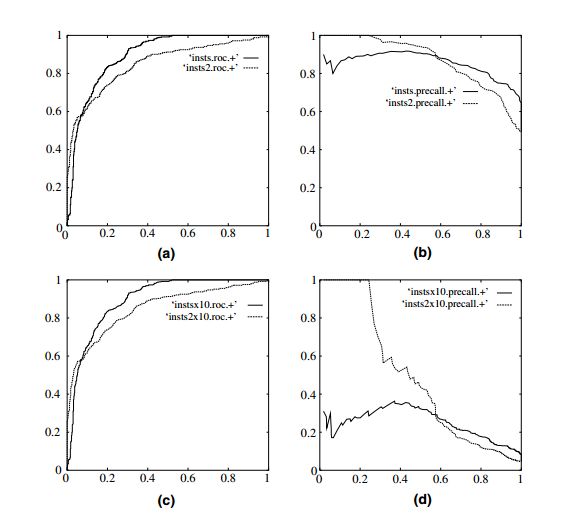 1
0.8
0.6
0.4
0.2
0
0 0.2 0.4 0.6 0.8 1
'insts.roc.+'
'insts2.roc.+'
(a)
1
0.8
0.6
0.4
0.2
0
0 0.2 0.4 0.6 0.8 1
'insts.precall.+'
'insts2.precall.+'
(b)
1
0.8
0.6
0.4
0.2
0
0 0.2 0.4 0.6 0.8 1
'instsx10.roc.+'
'insts2x10.roc.+'
(c)
1
0.8
0.6
0.4
0.2
0
0 0.2 0.4 0.6 0.8 1
'instsx10.precall.+'
'insts2x10.precall.+'
(d)